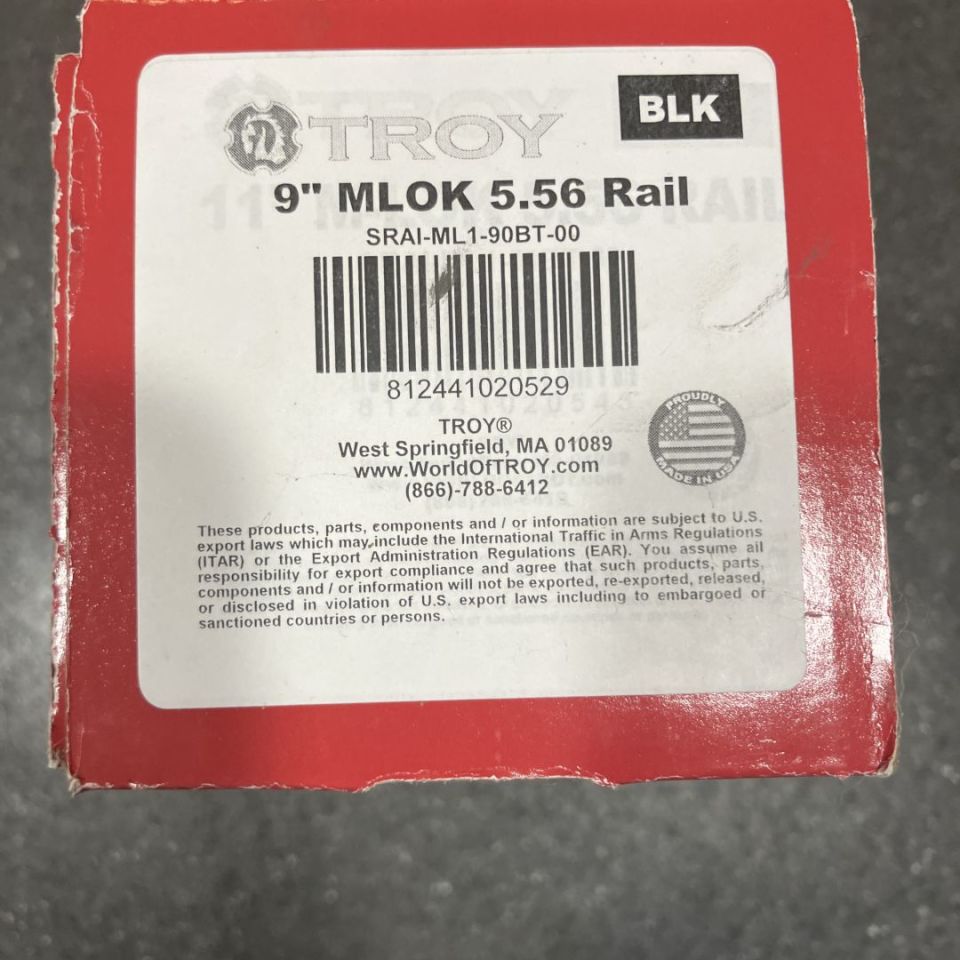 TROY
BLK
9" MLOK 5.56 Rail
SRAI-ML1-90BT-00
812441020529
TROY®
West Springfield, MA 01089
www.WorldOfTROY.com
(866)-788-6412
PROUDLY
MADE IN USA
These products, parts, components and / or information are subject to U.S.
export laws which may include the International Traffic in Arms Regulations
(ITAR) or the Export Administration Regulations (EAR). You assume all
responsibility for export compliance and agree that such products, parts,
components and / or information will not be exported, re-exported, released,
or disclosed in violation of U.S. export laws including to embargoed or
sanctioned countries or persons.